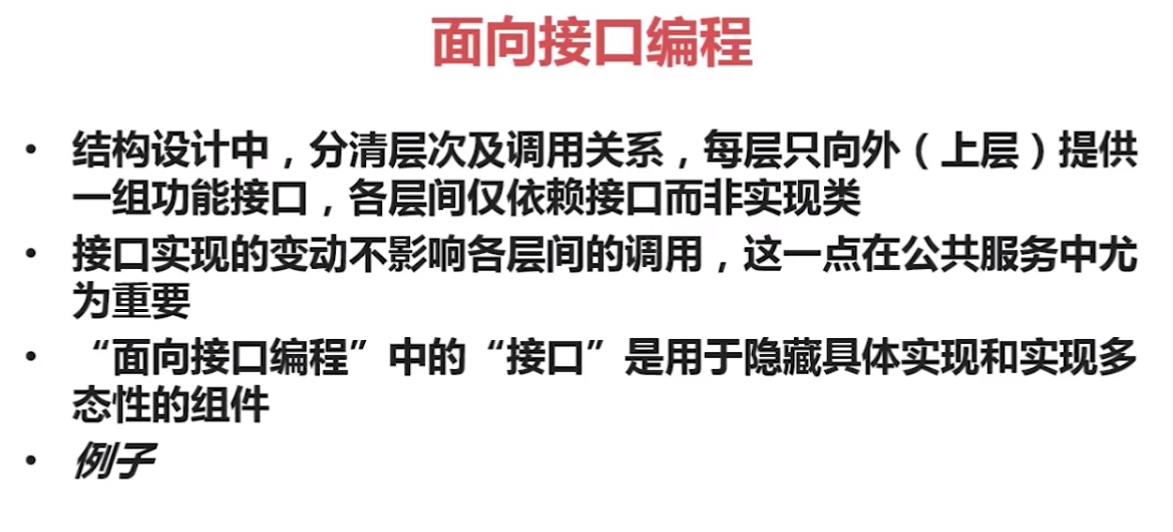 面向接口编程
• 结构设计中，分清层次及调用关系，每层只向外（上层）提供
一组功能接口，各层间仅依赖接口而非实现类
• 接口实现的变动不影响各层间的调用，这一点在公共服务中尤
为重要
• “面向接口编程”中的“接口”是用于隐藏具体实现和实现多
态性的组件
• 例子